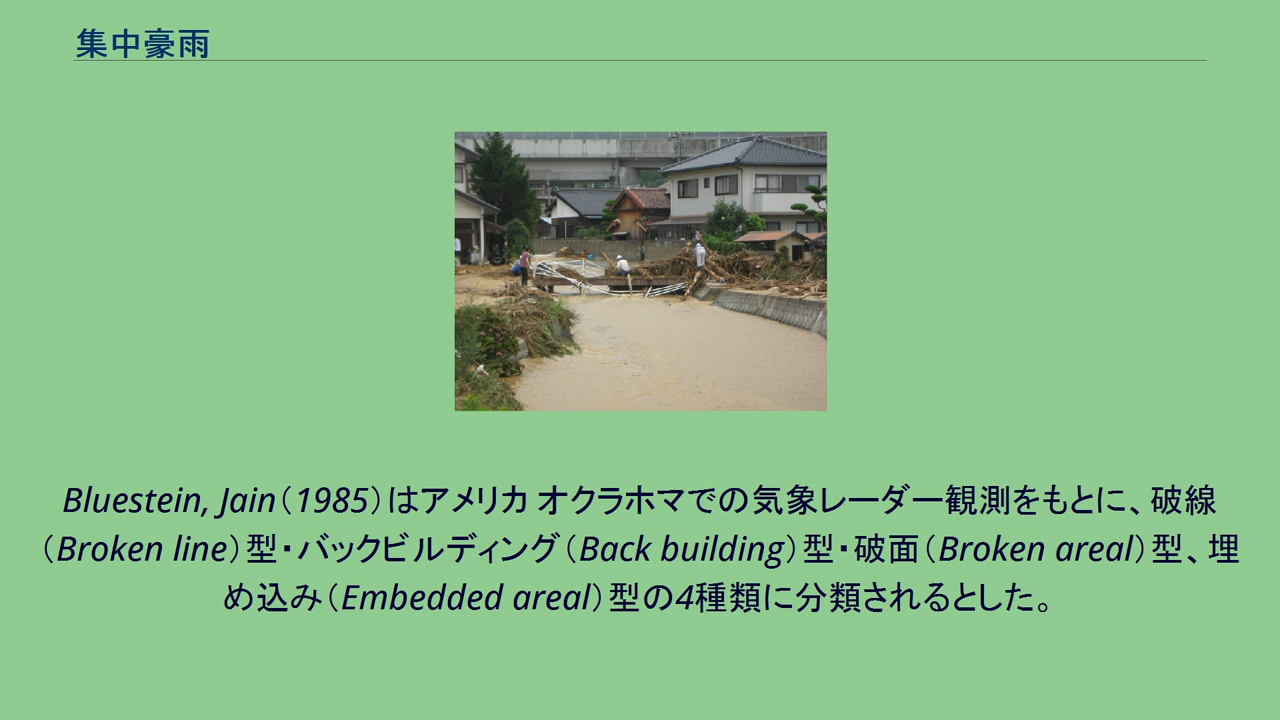 集中豪雨
Bluestein, Jain（1985）はアメリカ オクラホマでの気象レーダー観測をもとに、破線
（Broken line）型・バックビルディング（Back building）型・破面（Broken areal）型、埋
め込み（Embedded areal）型の4種類に分類されるとした。